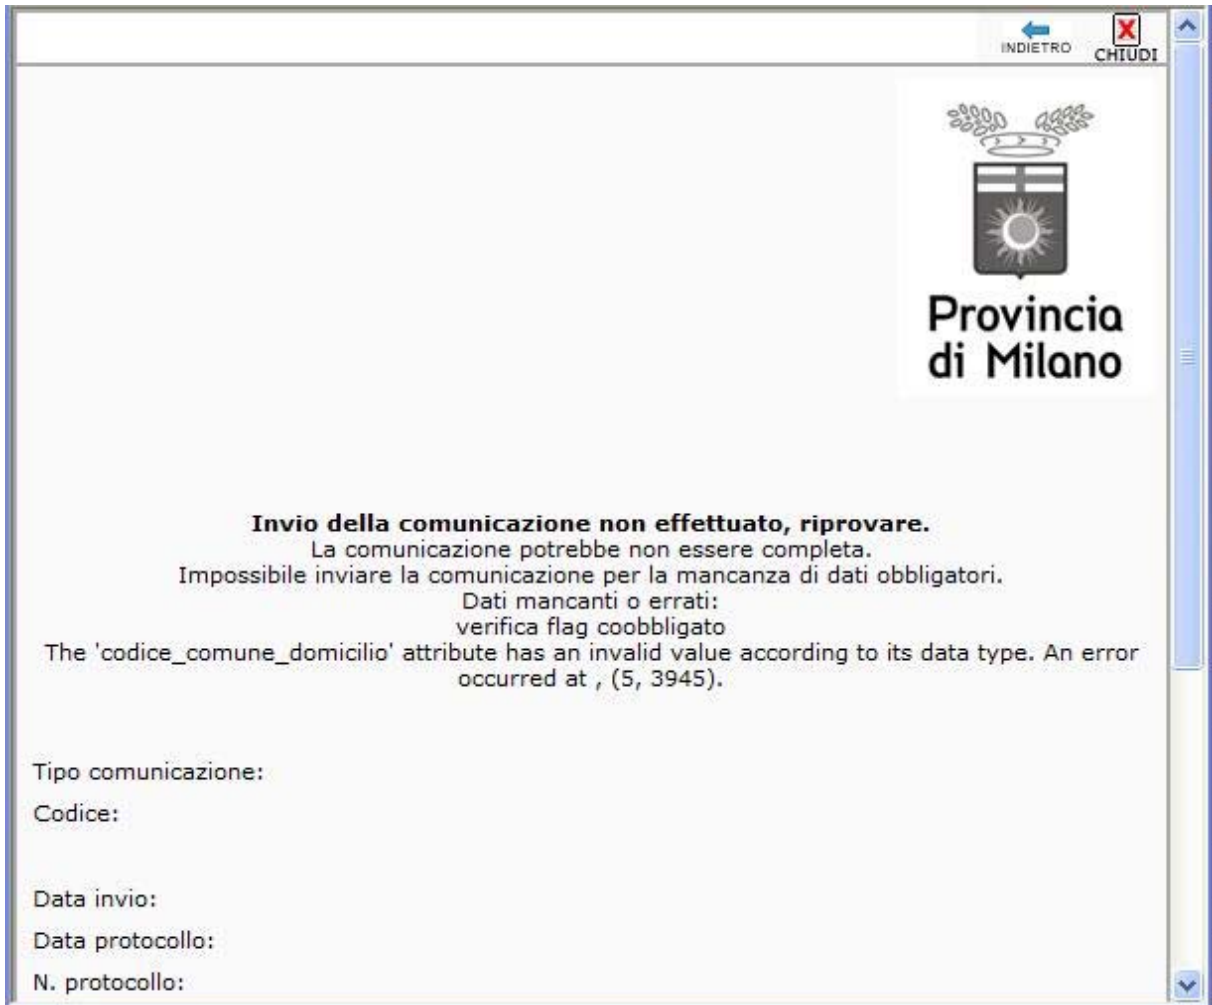 INDIETRO
CHIUDI
Provincia
di Milano
Invio della comunicazione non effettuato, riprovare.
La comunicazione potrebbe non essere completa.
Impossibile inviare la comunicazione per la mancanza di dati obbligatori.
Dati mancanti o errati:
verifica flag coobbligato
The 'codice_comune_domicilio' attribute has an invalid value according to its data type. An error
occurred at , (5, 3945).
Tipo comunicazione:
Codice:
Data invio:
Data protocollo:
N. protocollo: